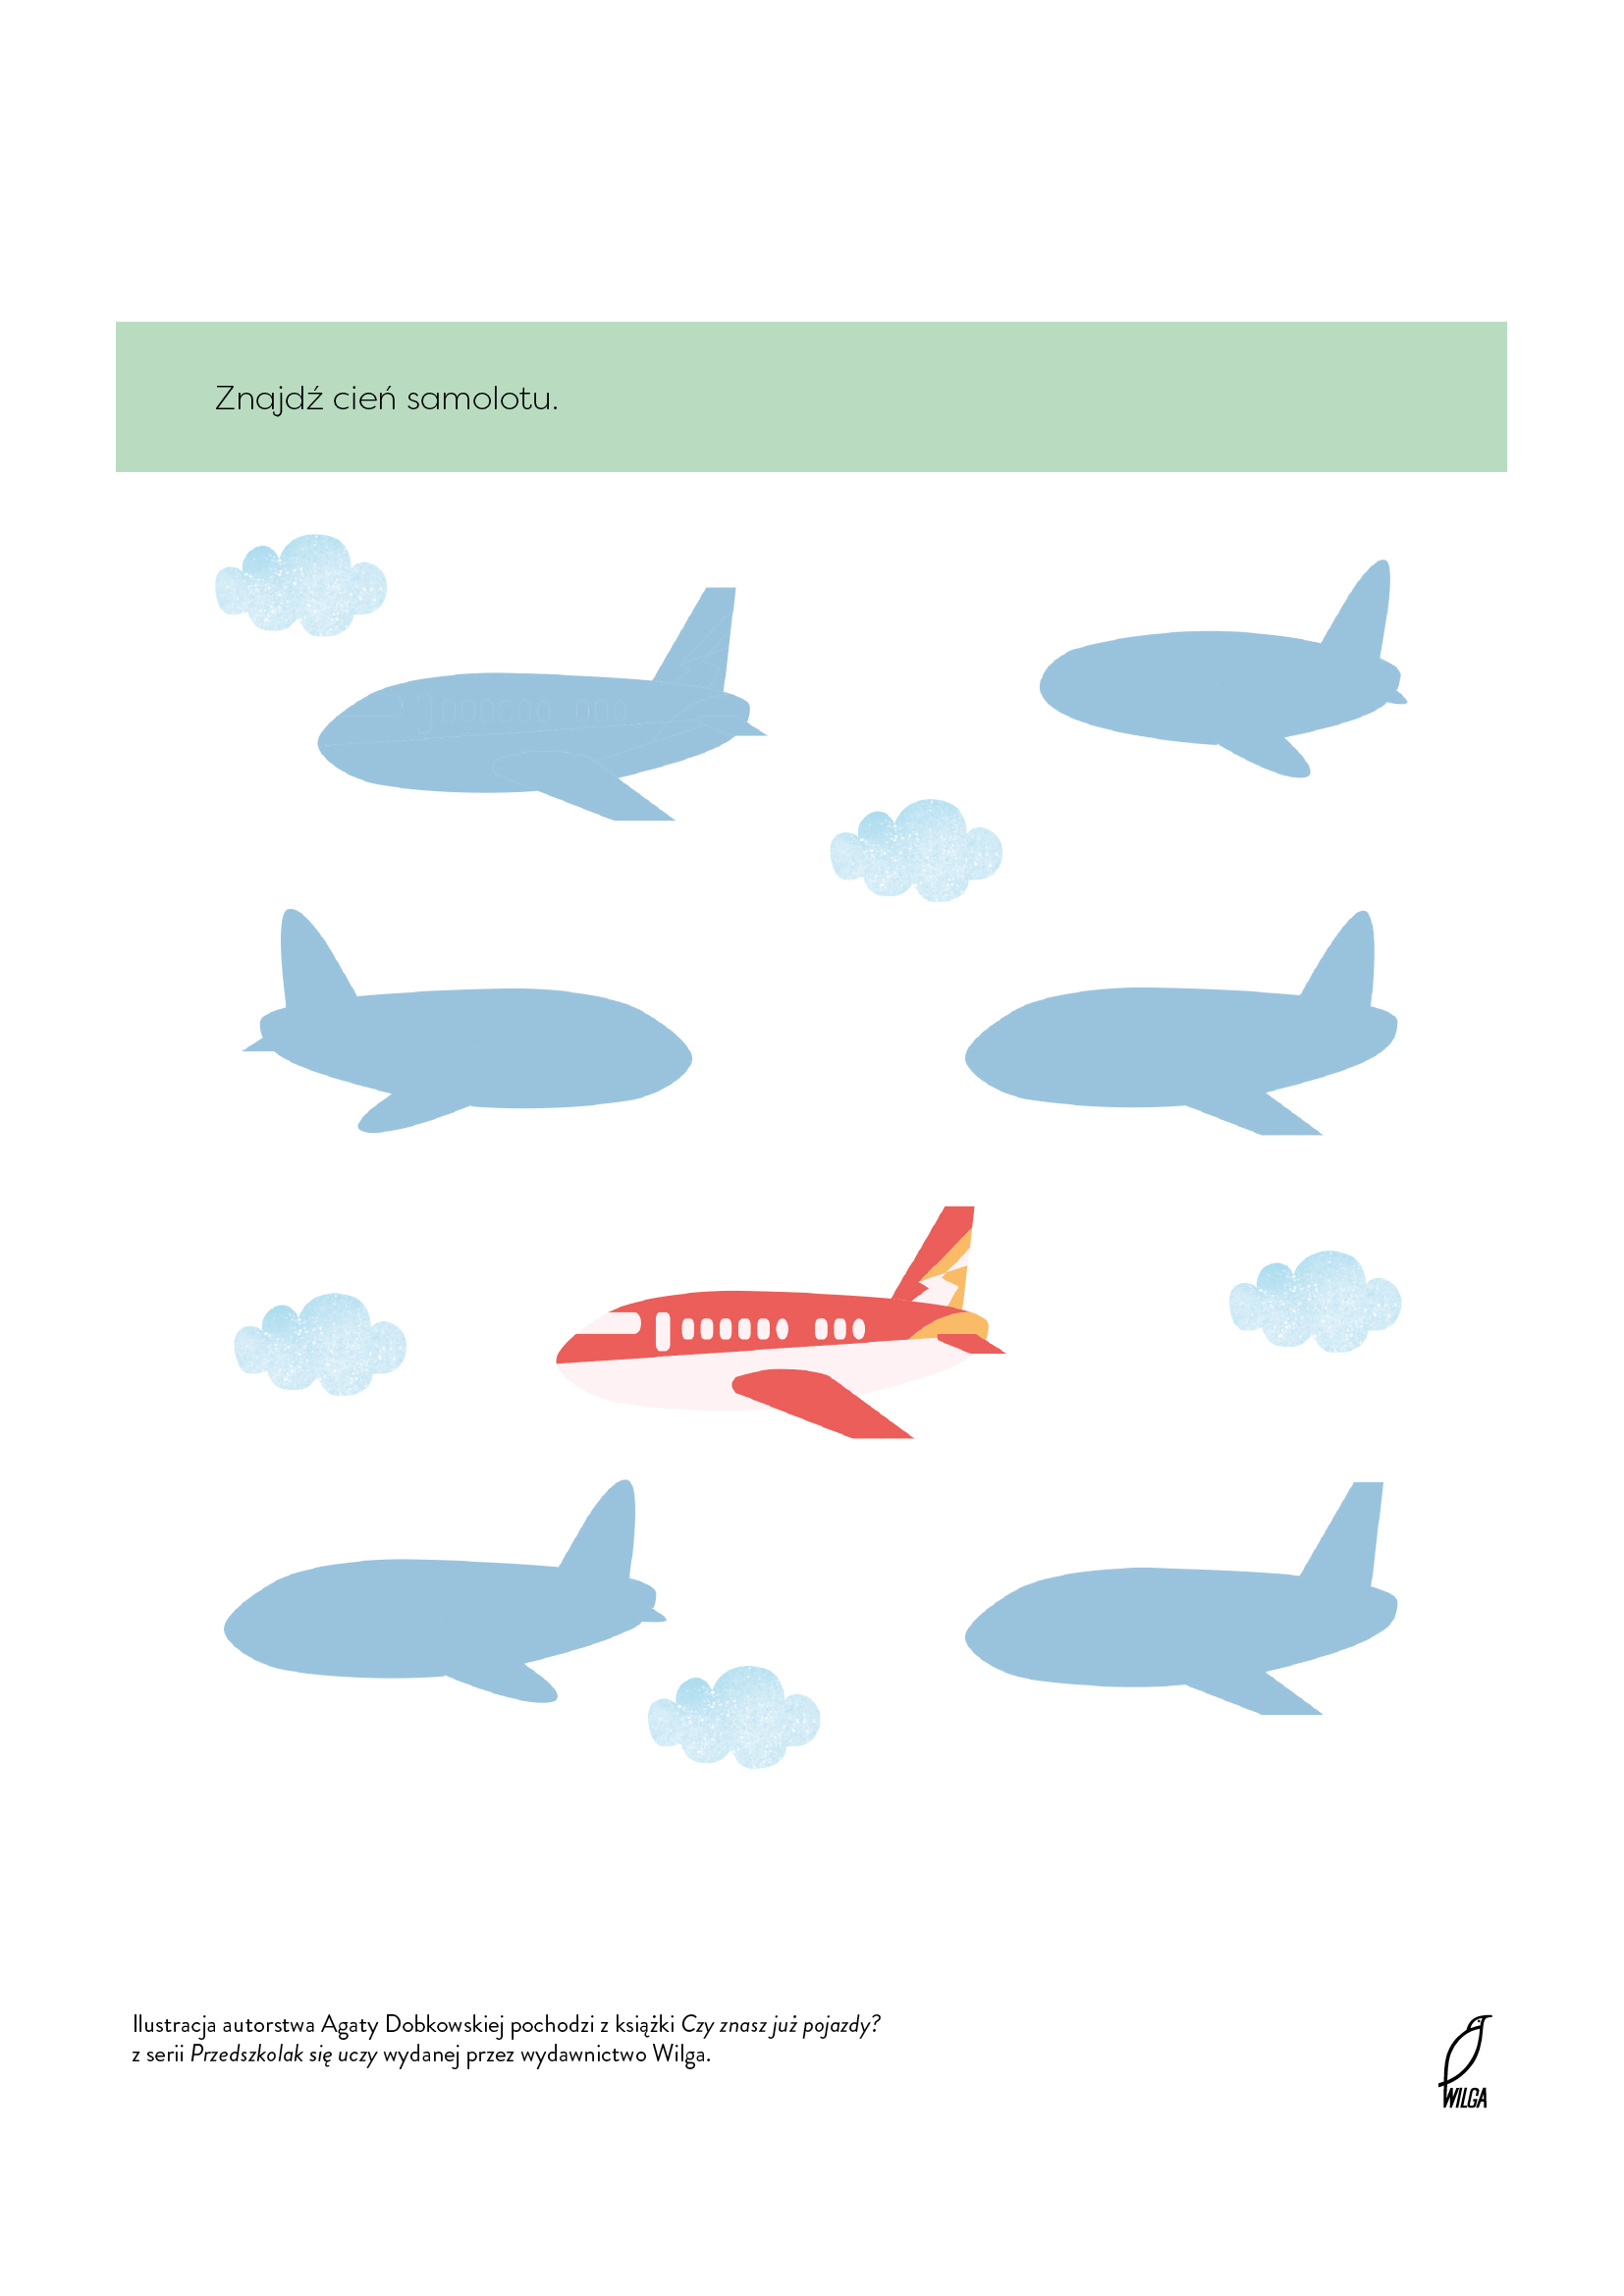 Znajdź cień samolotu.
Ilustracja autorstwa Agaty Dobkowskiej pochodzi z książki Czy znasz już pojazdy?
z serii Przedszkolak się uczy wydanej przez wydawnictwo Wilga.
WILGA